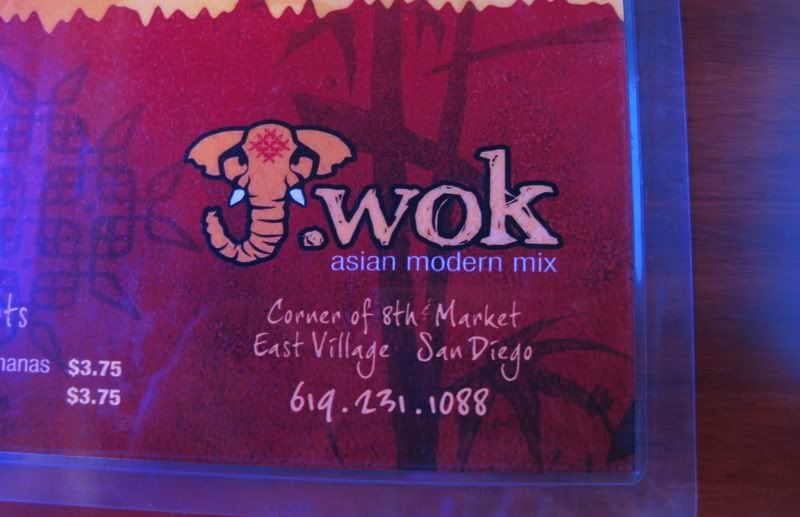 J.wok
asian modern mix
Corner of 8th & Market
East Village San Diego
619.231.1088
$3.75
$3.75